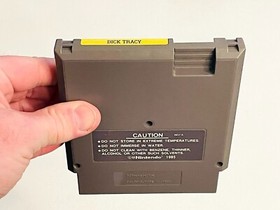 DICK TRACY
CAUTION
• DO NOT STORE IN EXTREME TEMPERATURES.
• DO NOT IMMERSE IN WATER.
• DO NOT CLEAN WITH BENZENE, THINNER,
ALCOHOL OR OTHER SUCH SOLVENTS.
©Nintendo 1985